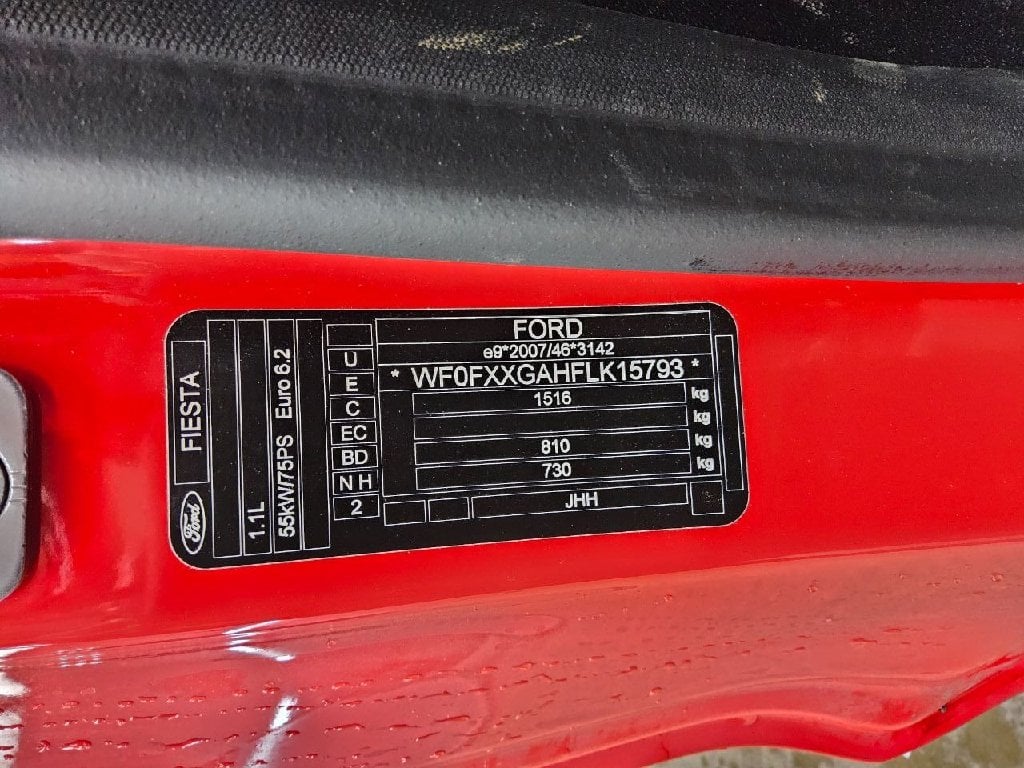 FORD
e9*2007/46*3142
* WF0FXXGAHFLK15793 *
1516 kg
kg
810 kg
730 kg
JHH
U
E
C
EC
BD
N H
2
FIESTA
Ford
1.1L
55kW/75PS Euro 6.2